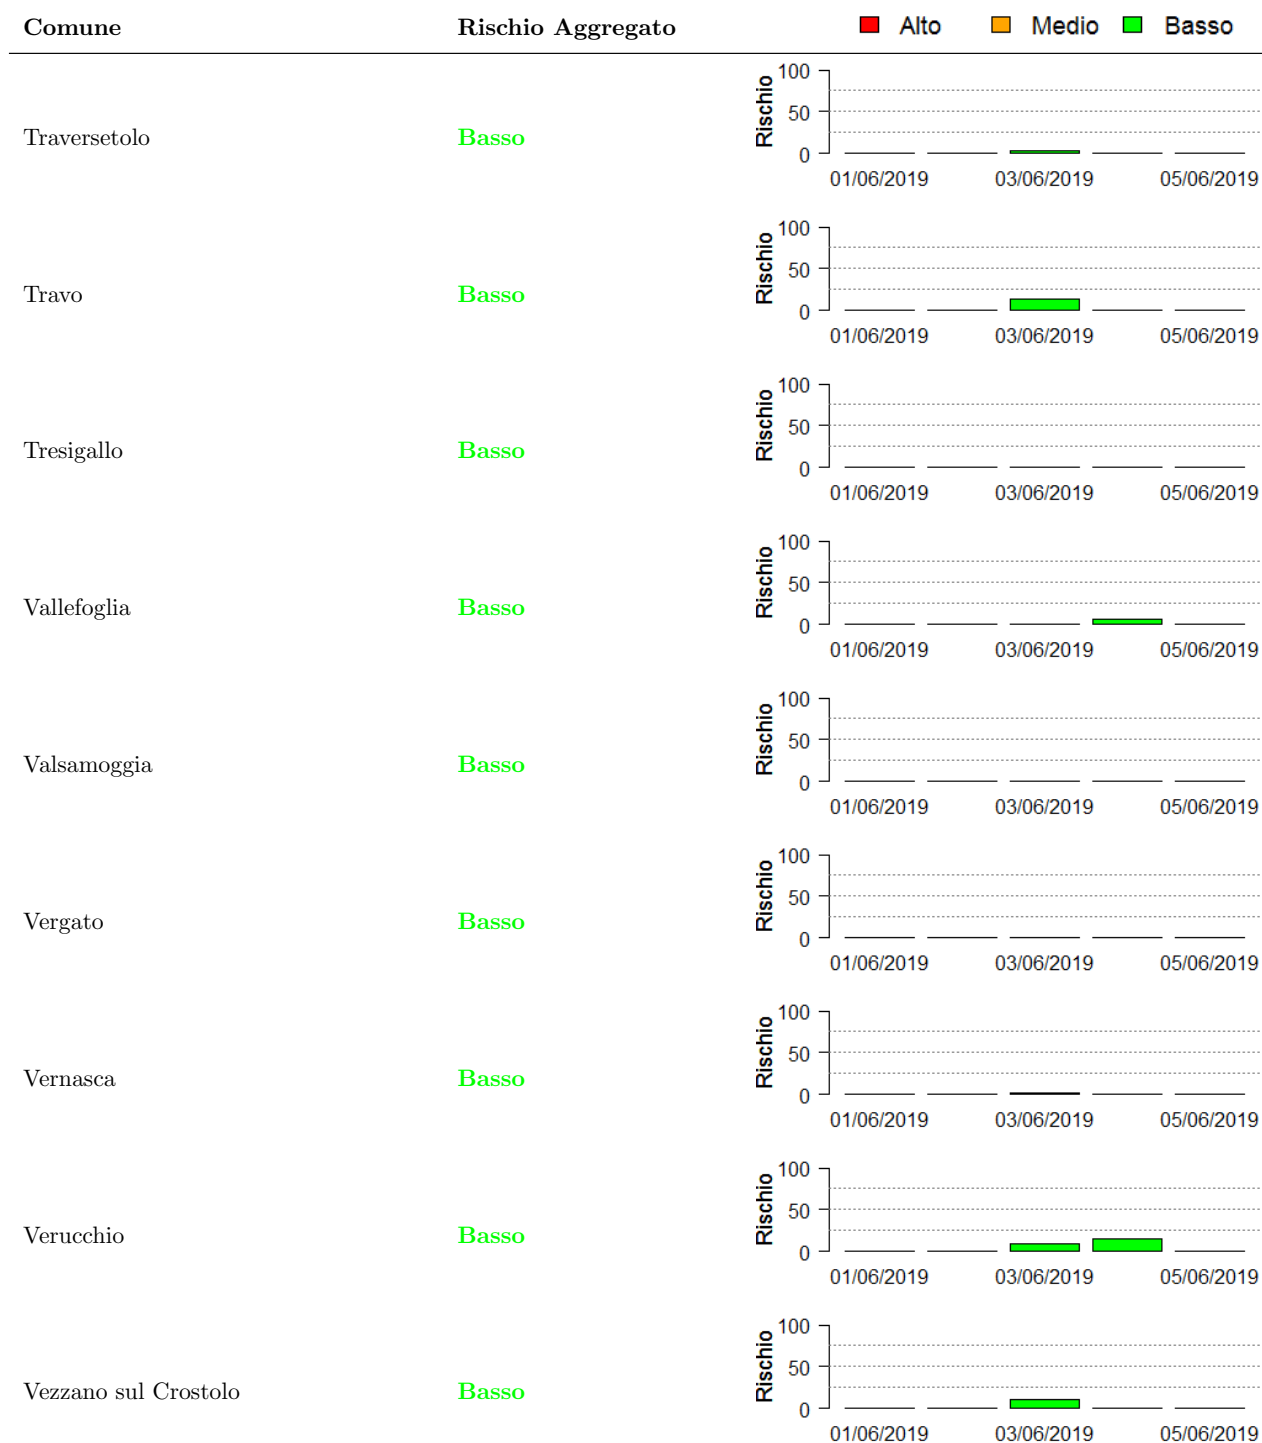 Comune Rischio Aggregato Alto Medio Basso
Traversetolo Basso Rischio 100 50 0
01/06/2019 03/06/2019 05/06/2019
Travo Basso Rischio 100 50 0
01/06/2019 03/06/2019 05/06/2019
Tresigallo Basso Rischio 100 50 0
01/06/2019 03/06/2019 05/06/2019
Vallefoglia Basso Rischio 100 50 0
01/06/2019 03/06/2019 05/06/2019
Valsamoggia Basso Rischio 100 50 0
01/06/2019 03/06/2019 05/06/2019
Vergato Basso Rischio 100 50 0
01/06/2019 03/06/2019 05/06/2019
Vernasca Basso Rischio 100 50 0
01/06/2019 03/06/2019 05/06/2019
Verucchio Basso Rischio 100 50 0
01/06/2019 03/06/2019 05/06/2019
Vezzano sul Crostolo Basso Rischio 100 50 0
01/06/2019 03/06/2019 05/06/2019